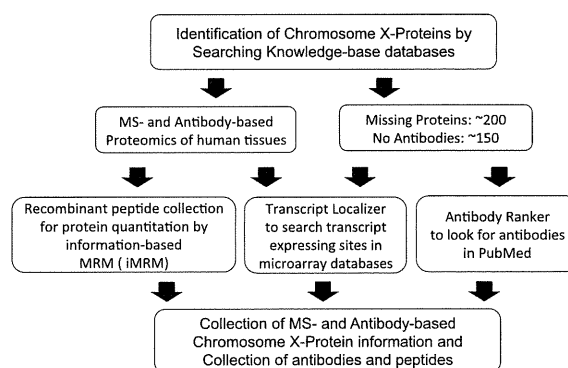 Identification of Chromosome X-Proteins by
Searching Knowledge-base databases
MS- and Antibody-based
Proteomics of human tissues
Missing Proteins: ~200
No Antibodies: ~150
Recombinant peptide collection
for protein quantitation by
information-based
MRM ( iMRM)
Transcript Localizer
to search transcript
expressing sites in
microarray databases
Antibody Ranker
to look for antibodies
in PubMed
Collection of MS- and Antibody-based
Chromosome X-Protein information and
Collection of antibodies and peptides